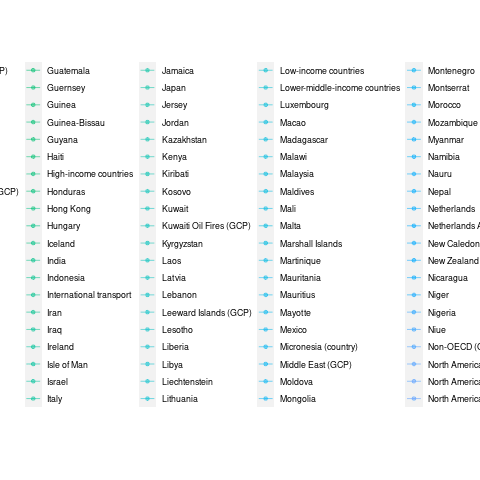 P)
GCP)
Guatemala
Guernsey
Guinea
Guinea-Bissau
Guyana
Haiti
High-income countries
Honduras
Hong Kong
Hungary
Iceland
India
Indonesia
International transport
Iran
Iraq
Ireland
Isle of Man
Israel
Italy
Jamaica
Japan
Jersey
Jordan
Kazakhstan
Kenya
Kiribati
Kosovo
Kuwait
Kuwaiti Oil Fires (GCP)
Kyrgyzstan
Laos
Latvia
Lebanon
Leeward Islands (GCP)
Lesotho
Liberia
Libya
Liechtenstein
Lithuania
Low-income countries
Lower-middle-income countries
Luxembourg
Macao
Madagascar
Malawi
Malaysia
Maldives
Mali
Malta
Marshall Islands
Martinique
Mauritania
Mauritius
Mayotte
Mexico
Micronesia (country)
Middle East (GCP)
Moldova
Mongolia
Montenegro
Montserrat
Morocco
Mozambique
Myanmar
Namibia
Nauru
Nepal
Netherlands
Netherlands A
New Caledon
New Zealand
Nicaragua
Niger
Nigeria
Niue
Non-OECD (
North America
North America
North America